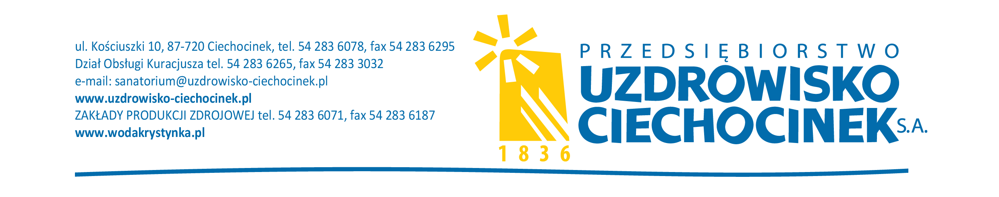 ul. Kościuszki 10, 87-720 Ciechocinek, tel. 54 283 6078, fax 54 283 6295
Dział Obsługi Kuracjusza tel. 54 283 6265, fax 54 283 3032
e-mail: sanatorium@uzdrowisko-ciechocinek.pl
www.uzdrowisko-ciechocinek.pl
ZAKŁADY PRODUKCJI ZDROJOWEJ tel. 54 283 6071, fax 54 283 6187
www.wodakrystynka.pl
1836
PRZEDSIĘBIORSTWO
UZDROWISKO
CIECHOCINEK S.A.